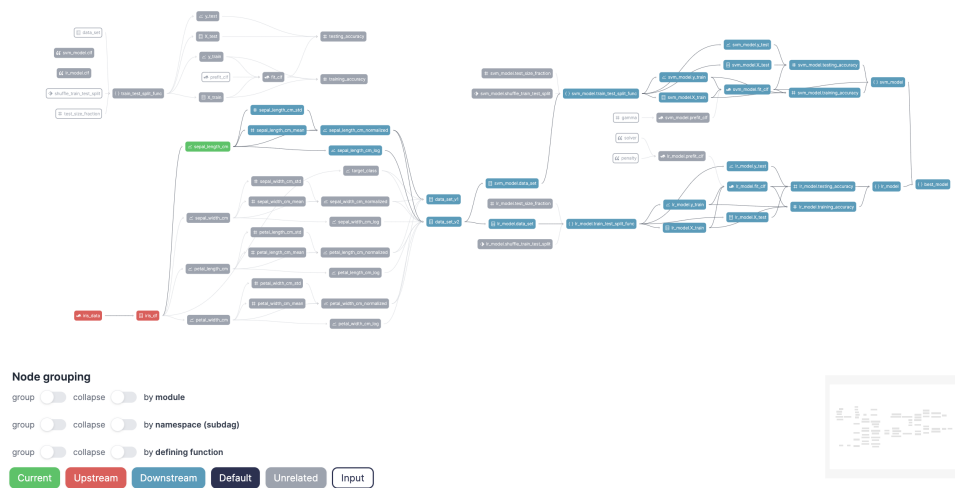 y_test
data_set
X_test
testing_accuracy
svm_model.y_test
svm_model.clf
y_train
svm_model.X_test
svm_model.testing_accuracy
lr_model.clf
prefit_clf
fit_clf
training_accuracy
svm_model.test_size_fraction
svm_model.y_train
svm_model
shuffle_train_test_split
train_test_split_func
X_train
svm_model.shuffle_train_test_split
svm_model.train_test_split_func
svm_model.X_train
svm_model.fit_clf
svm_model.training_accuracy
test_size_fraction
sepal_length_cm_std
gamma
svm_model.prefit_clf
sepal_length_cm_mean
sepal_length_cm_normalized
solver
sepal_length_cm
sepal_length_cm_log
penalty
lr_model.prefit_clf
target_class
lr_model.y_test
sepal_width_cm_std
svm_model.data_set
lr_model.fit_clf
lr_model.testing_accuracy
lr_model
best_model
sepal_width_cm_mean
sepal_width_cm_normalized
data_set_v1
lr_model.test_size_fraction
lr_model.y_train
lr_model.training_accuracy
sepal_width_cm
sepal_width_cm_log
data_set_v2
lr_model.data_set
lr_model.train_test_split_func
lr_model.X_test
lr_model.X_train
petal_length_cm_std
lr_model.shuffle_train_test_split
petal_length_cm_mean
petal_length_cm_normalized
petal_length_cm
petal_length_cm_log
petal_width_cm_std
petal_width_cm_mean
petal_width_cm_normalized
iris_data
iris_df
petal_width_cm
petal_width_cm_log
Node grouping
group collapse by module
group collapse by namespace (subdag)
group collapse by defining function
Current Upstream Downstream Default Unrelated Input